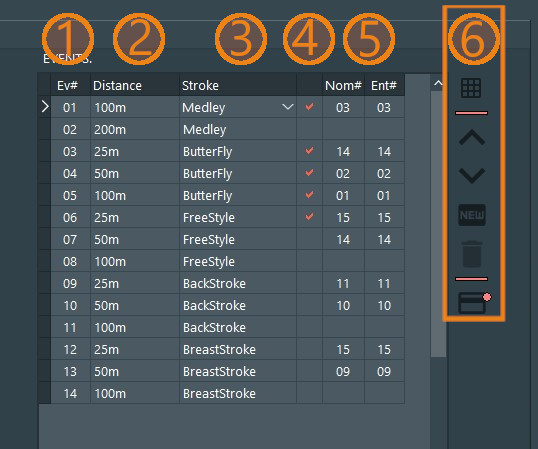 1 2 3 4 5 6
EVENTS:
Ev# Distance Stroke Nom# Ent#
01 100m Medley 03 03
02 200m Medley
03 25m ButterFly 14 14
04 50m ButterFly 02 02
05 100m ButterFly 01 01
06 25m FreeStyle 15 15
07 50m FreeStyle 14 14
08 100m FreeStyle
09 25m BackStroke 11 11
10 50m BackStroke 10 10
11 100m BackStroke
12 25m BreastStroke 15 15
13 50m BreastStroke 09 09
14 100m BreastStroke
NEW